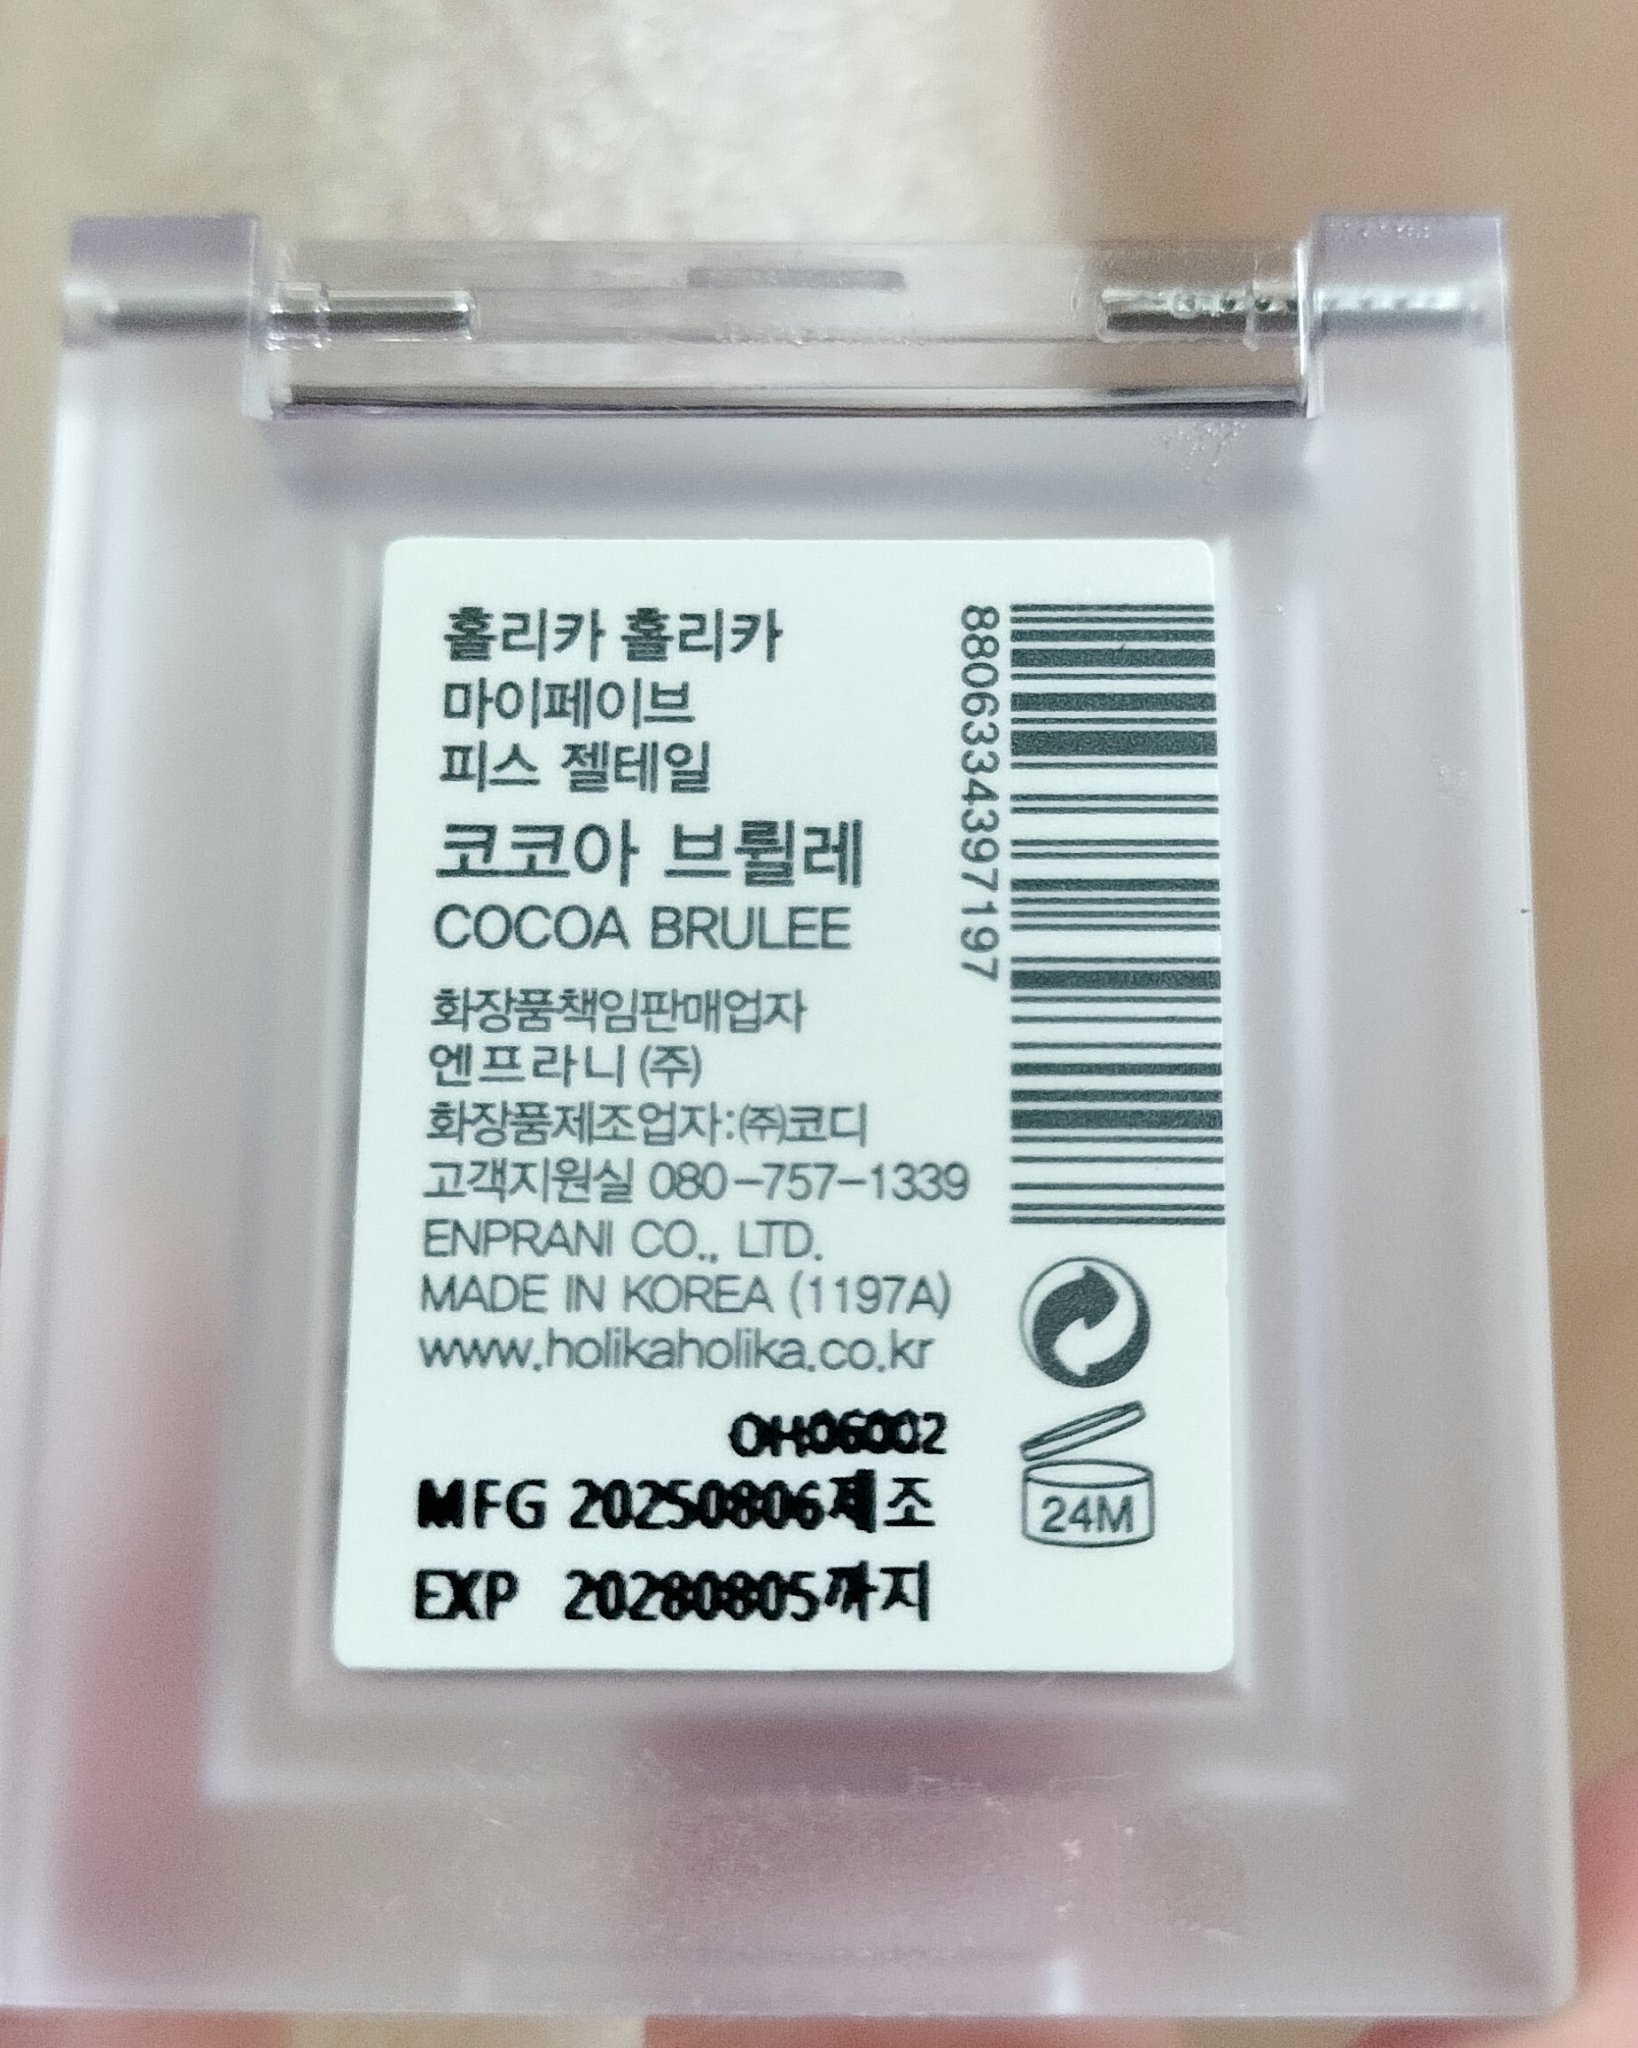 홀리카 홀리카
마이페이브
피스 젤테일
코코아 브륄레
COCOA BRULEE
화장품책임판매업자
엔프라니 (주)
화장품제조업자:(주)코디
고객지원실 080-757-1339
ENPRANI CO., LTD.
MADE IN KOREA (1197A)
www.holikaholika.co.kr
8806334397197
OH06002
MFG 20250806제조
EXP 20280805까지
24M